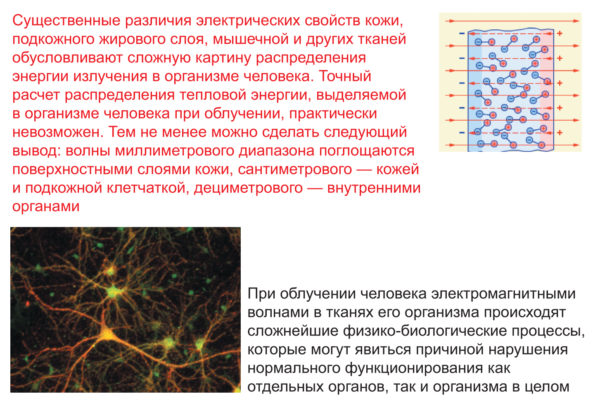 Существенные различия электрических свойств кожи,
подкожного жирового слоя, мышечной и других тканей
обусловливают сложную картину распределения
энергии излучения в организме человека. Точный
расчет распределения тепловой энергии, выделяемой
в организме человека при облучении, практически
невозможен. Тем не менее можно сделать следующий
вывод: волны миллиметрового диапазона поглощаются
поверхностными слоями кожи, сантиметрового — кожей
и подкожной клетчаткой, дециметрового — внутренними
органами
При облучении человека электромагнитными
волнами в тканях его организма происходят
сложнейшие физико-биологические процессы,
которые могут явиться причиной нарушения
нормального функционирования как
отдельных органов, так и организма в целом